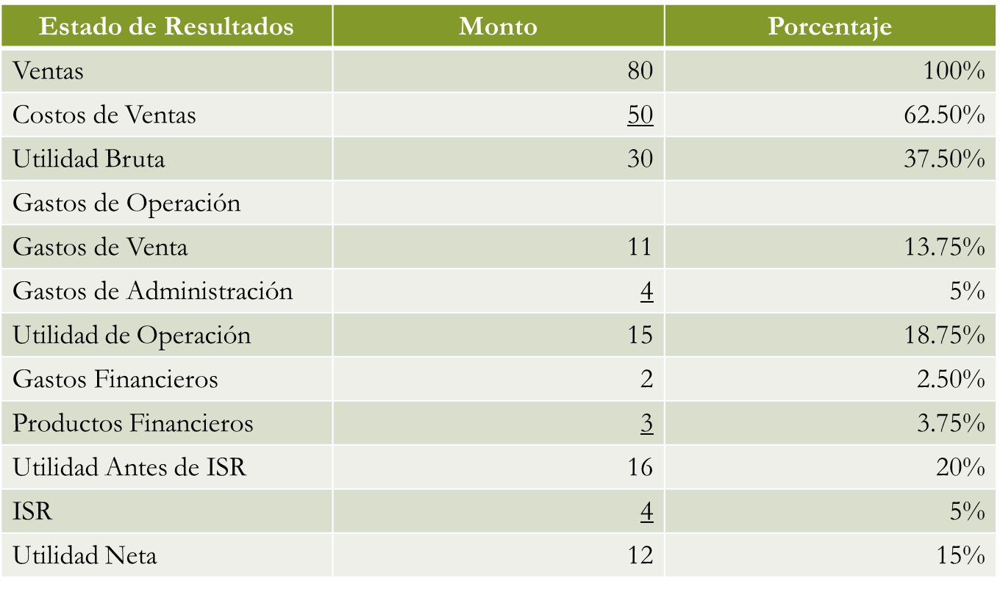 Estado de Resultados Monto Porcentaje
Ventas 80 100%
Costos de Ventas 50 62.50%
Utilidad Bruta 30 37.50%
Gastos de Operación
Gastos de Venta 11 13.75%
Gastos de Administración 4 5%
Utilidad de Operación 15 18.75%
Gastos Financieros 2 2.50%
Productos Financieros 3 3.75%
Utilidad Antes de ISR 16 20%
ISR 4 5%
Utilidad Neta 12 15%